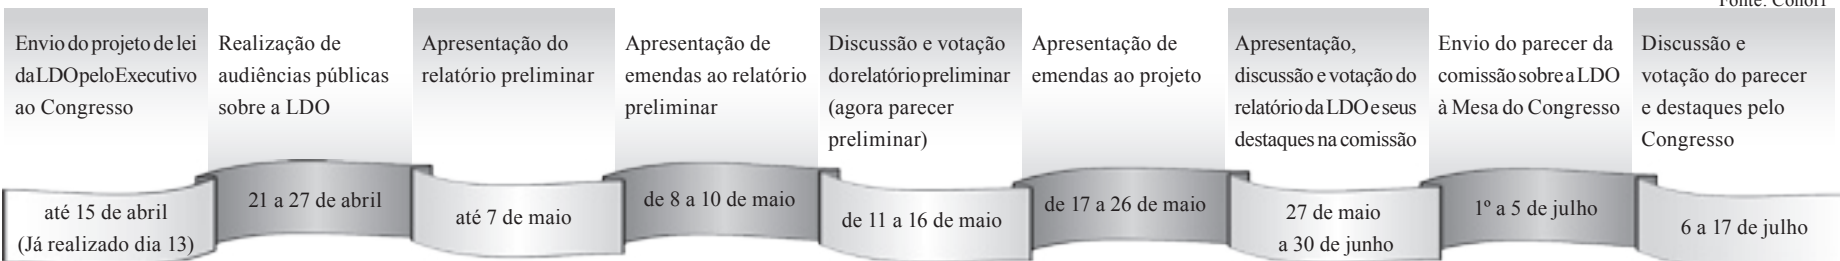 Fonte: Conorf
Envio do projeto de lei
da LDO pelo Executivo
ao Congresso
até 15 de abril
(Já realizado dia 13)
Realização de
audiências públicas
sobre a LDO
21 a 27 de abril
Apresentação do
relatório preliminar
até 7 de maio
Apresentação de
emendas ao relatório
preliminar
de 8 a 10 de maio
Discussão e votação
do relatório preliminar
(agora parecer
preliminar)
de 11 a 16 de maio
Apresentação de
emendas ao projeto
de 17 a 26 de maio
Apresentação,
discussão e votação do
relatório da LDO e seus
destaques na comissão
27 de maio
a 30 de junho
Envio do parecer da
comissão sobre a LDO
à Mesa do Congresso
1º a 5 de julho
Discussão e
votação do parecer
e destaques pelo
Congresso
6 a 17 de julho